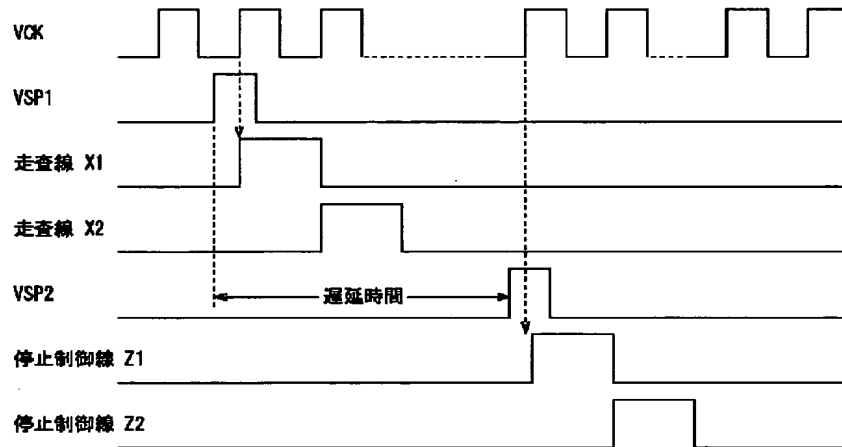 VCK
VSP1
走査線 X1
走査線 X2
VSP2
遅延時間
停止制御線 Z1
停止制御線 Z2